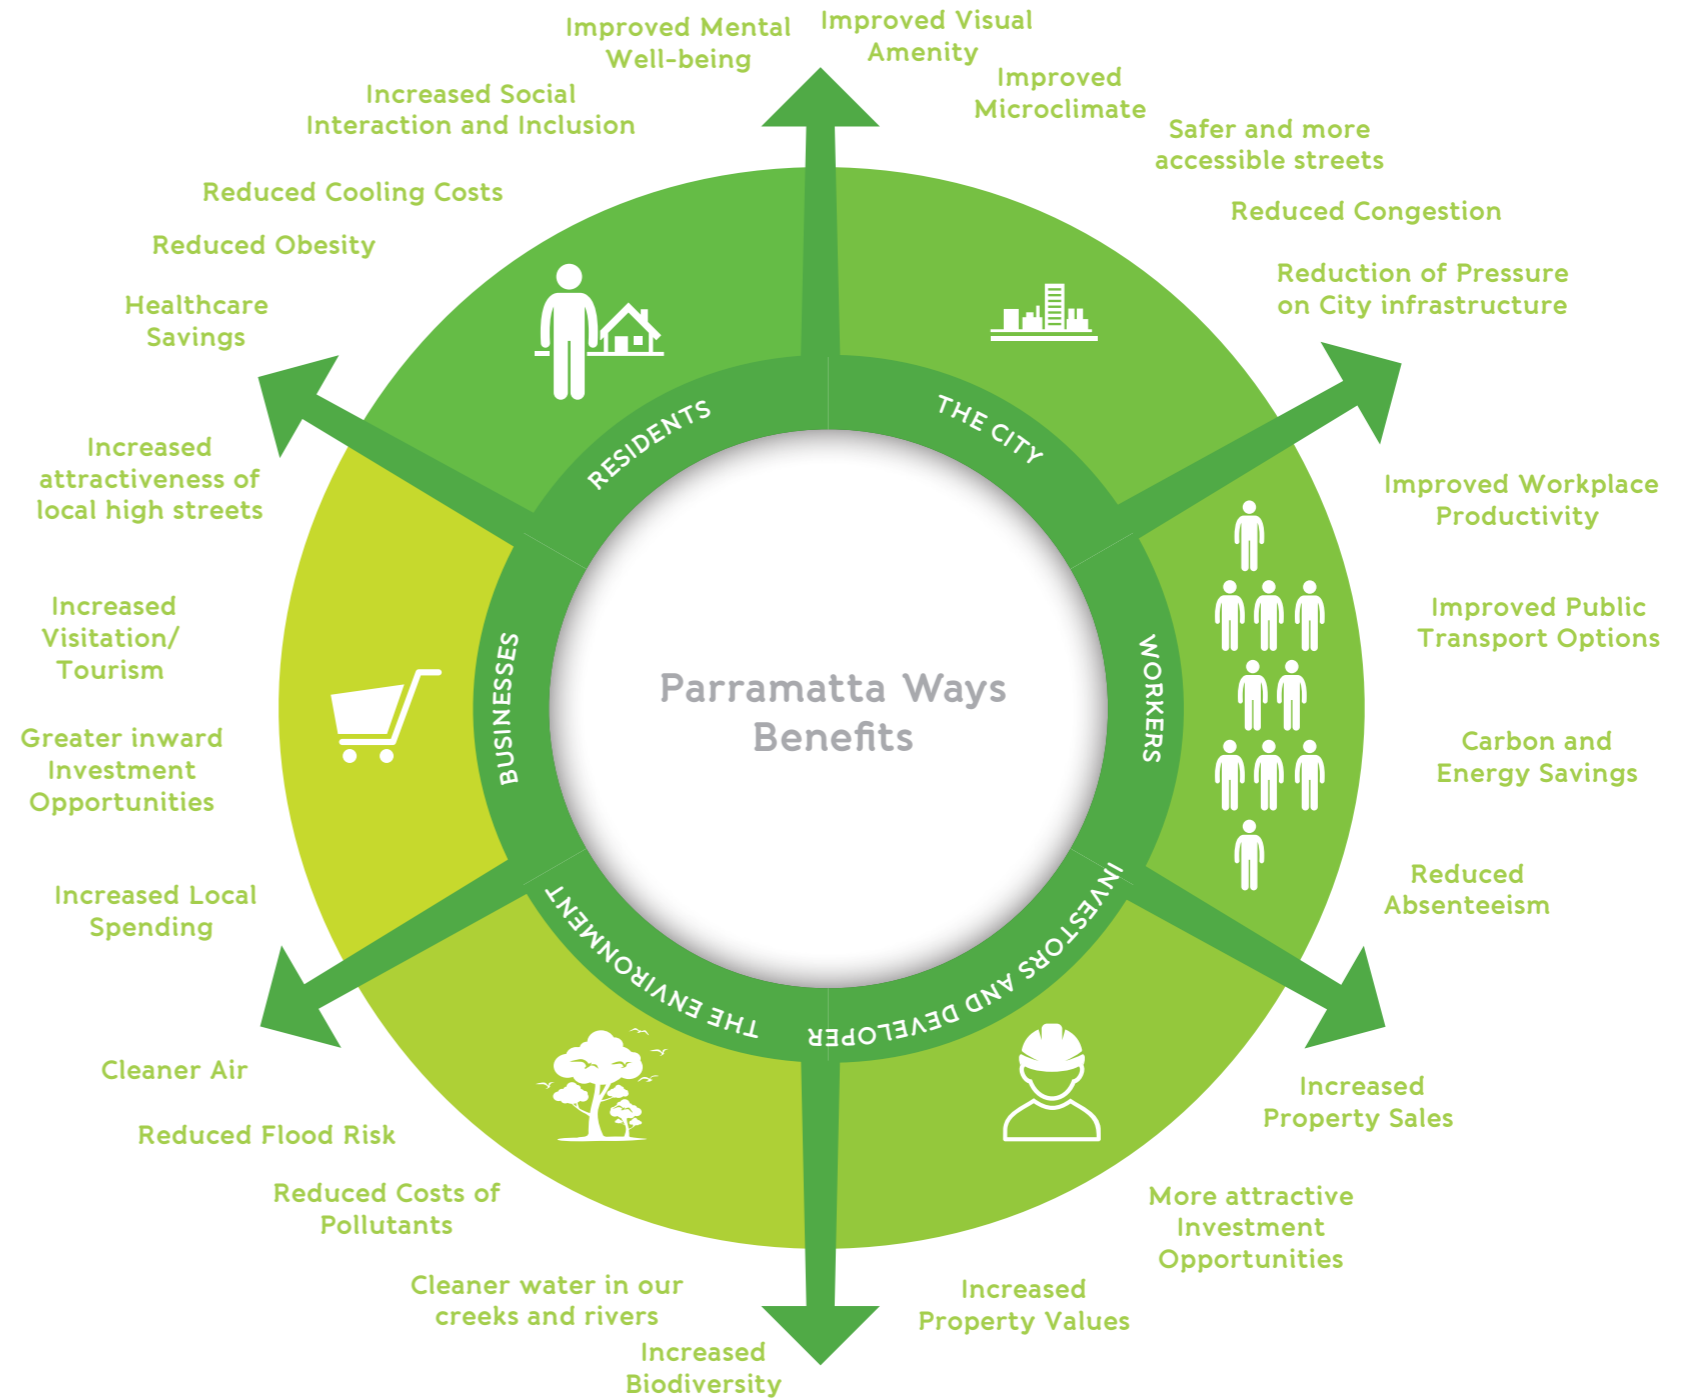 Improved Mental
Well-being
Improved Visual
Amenity
Improved
Microclimate
Increased Social
Interaction and Inclusion
Safer and more
accessible streets
Reduced Cooling Costs
Reduced Congestion
Reduced Obesity
Reduction of Pressure
on City infrastructure
Healthcare
Savings
RESIDENTS
THE CITY
Increased
attractiveness of
local high streets
Improved Workplace
Productivity
Increased
Visitation/
Tourism
Improved Public
Transport Options
BUSINESSES
Parramatta Ways
Benefits
WORKERS
Greater inward
Investment
Opportunities
Carbon and
Energy Savings
Increased Local
Spending
Reduced
Absenteeism
THE ENVIRONMENT
INVESTORS AND DEVELOPER
Cleaner Air
Increased
Property Sales
Reduced Flood Risk
Reduced Costs of
Pollutants
More attractive
Investment
Opportunities
Cleaner water in our
creeks and rivers
Increased
Property Values
Increased
Biodiversity